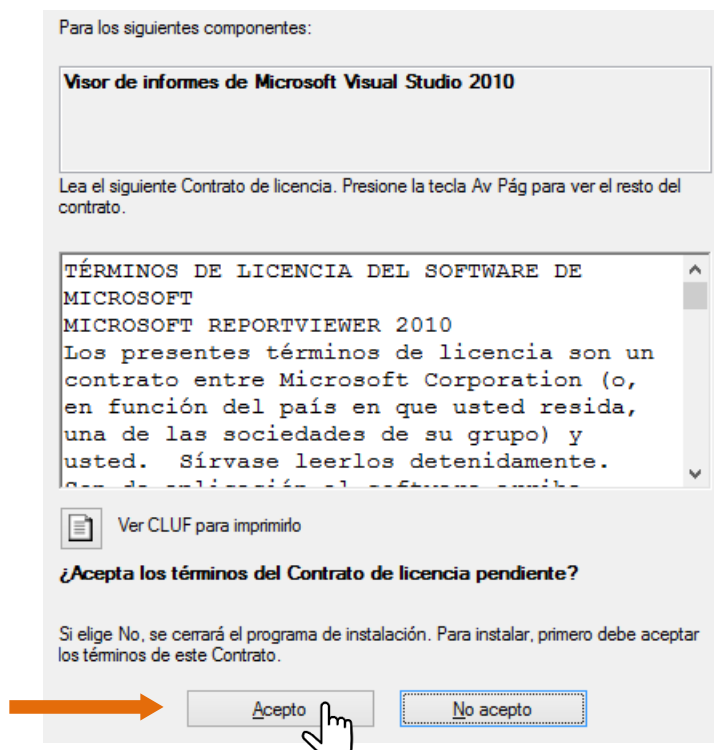 Para los siguientes componentes:
Visor de informes de Microsoft Visual Studio 2010
Lea el siguiente Contrato de licencia. Presione la tecla Av Pág para ver el resto del
contrato.
TÉRMINOS DE LICENCIA DEL SOFTWARE DE
MICROSOFT
MICROSOFT REPORTVIEWER 2010
Los presentes términos de licencia son un
contrato entre Microsoft Corporation (o,
en función del país en que usted resida,
una de las sociedades de su grupo) y
usted.  Sírvase leerlos detenidamente.
Ver CLUF para imprimirlo
¿Acepta los términos del Contrato de licencia pendiente?
Si elige No, se cerrará el programa de instalación. Para instalar, primero debe aceptar
los términos de este Contrato.
Acepto
No acepto